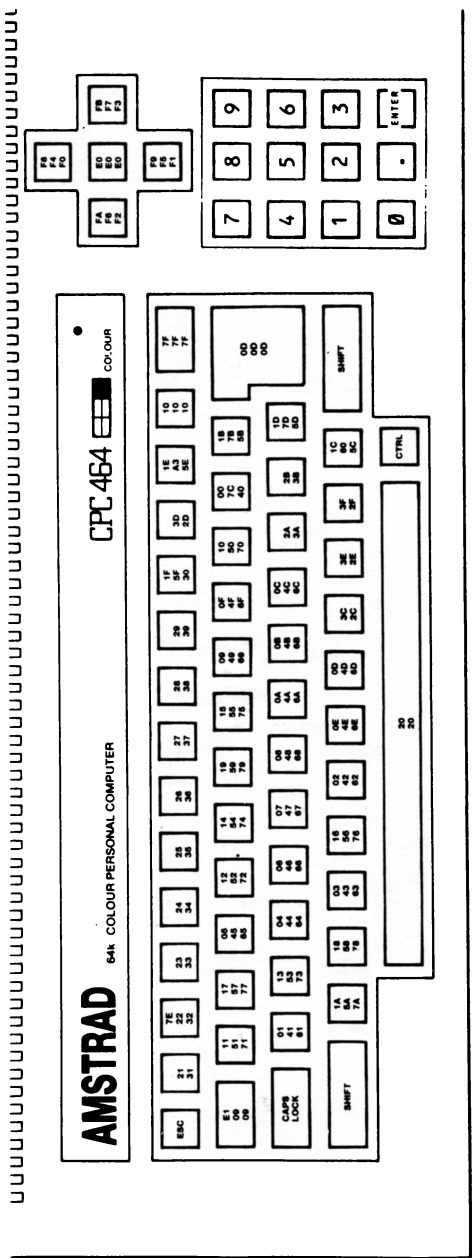 AMSTRAD 64k COLOUR PERSONAL COMPUTER CPC 464 COLOUR
ESC
21
31
7E
22
32
23
33
24
34
25
35
26
36
27
37
28
38
29
39
1F
5F
30
3D
2D
1E
A3
5E
10
10
10
7F
7F
7F
E1
09
09
11
51
71
17
57
77
05
45
65
12
52
72
14
54
74
19
59
79
15
55
75
09
49
69
0F
4F
6F
10
50
70
00
7C
40
1B
7B
5B
0D
0D
0D
CAPS
LOCK
01
41
61
13
53
73
04
44
64
06
46
66
07
47
67
08
48
68
0A
4A
6A
0B
4B
6B
0C
4C
6C
2A
3A
2B
3B
1D
7D
5D
SHIFT
1A
5A
7A
18
58
78
03
43
63
16
56
76
02
42
62
0E
4E
6E
0D
4D
6D
3C
2C
3E
2E
3F
2F
1C
60
5C
SHIFT
20
20
CTRL
F8
F4
F0
FA
F6
F2
E0
E0
E0
FB
F7
F3
F9
F5
F1
7 8 9
4 5 6
1 2 3
0 . ENTER